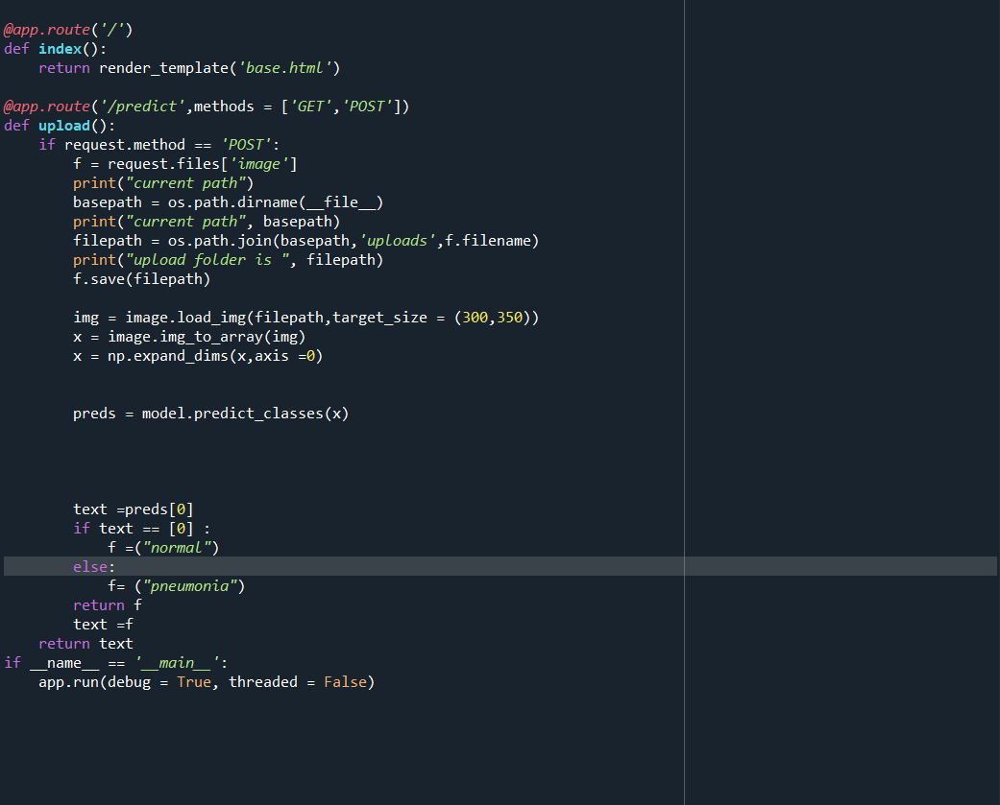 @app.route('/')
def index():
    return render_template('base.html')
@app.route('/predict',methods = ['GET','POST'])
def upload():
    if request.method == 'POST':
        f = request.files['image']
        print("current path")
        basepath = os.path.dirname(__file__)
        print("current path", basepath)
        filepath = os.path.join(basepath,'uploads',f.filename)
        print("upload folder is ", filepath)
        f.save(filepath)
        img = image.load_img(filepath,target_size = (300,350))
        x = image.img_to_array(img)
        x = np.expand_dims(x,axis =0)
        preds = model.predict_classes(x)
        text =preds[0]
        if text == [0] :
            f =("normal")
        else:
            f= ("pneumonia")
        return f
        text =f
    return text
if __name__ == '__main__':
    app.run(debug = True, threaded = False)